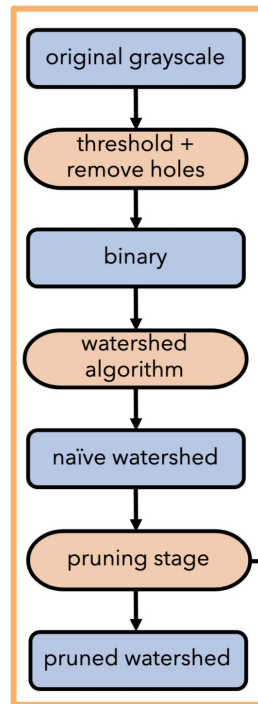 original grayscale
threshold +
remove holes
binary
watershed
algorithm
naïve watershed
pruning stage
pruned watershed